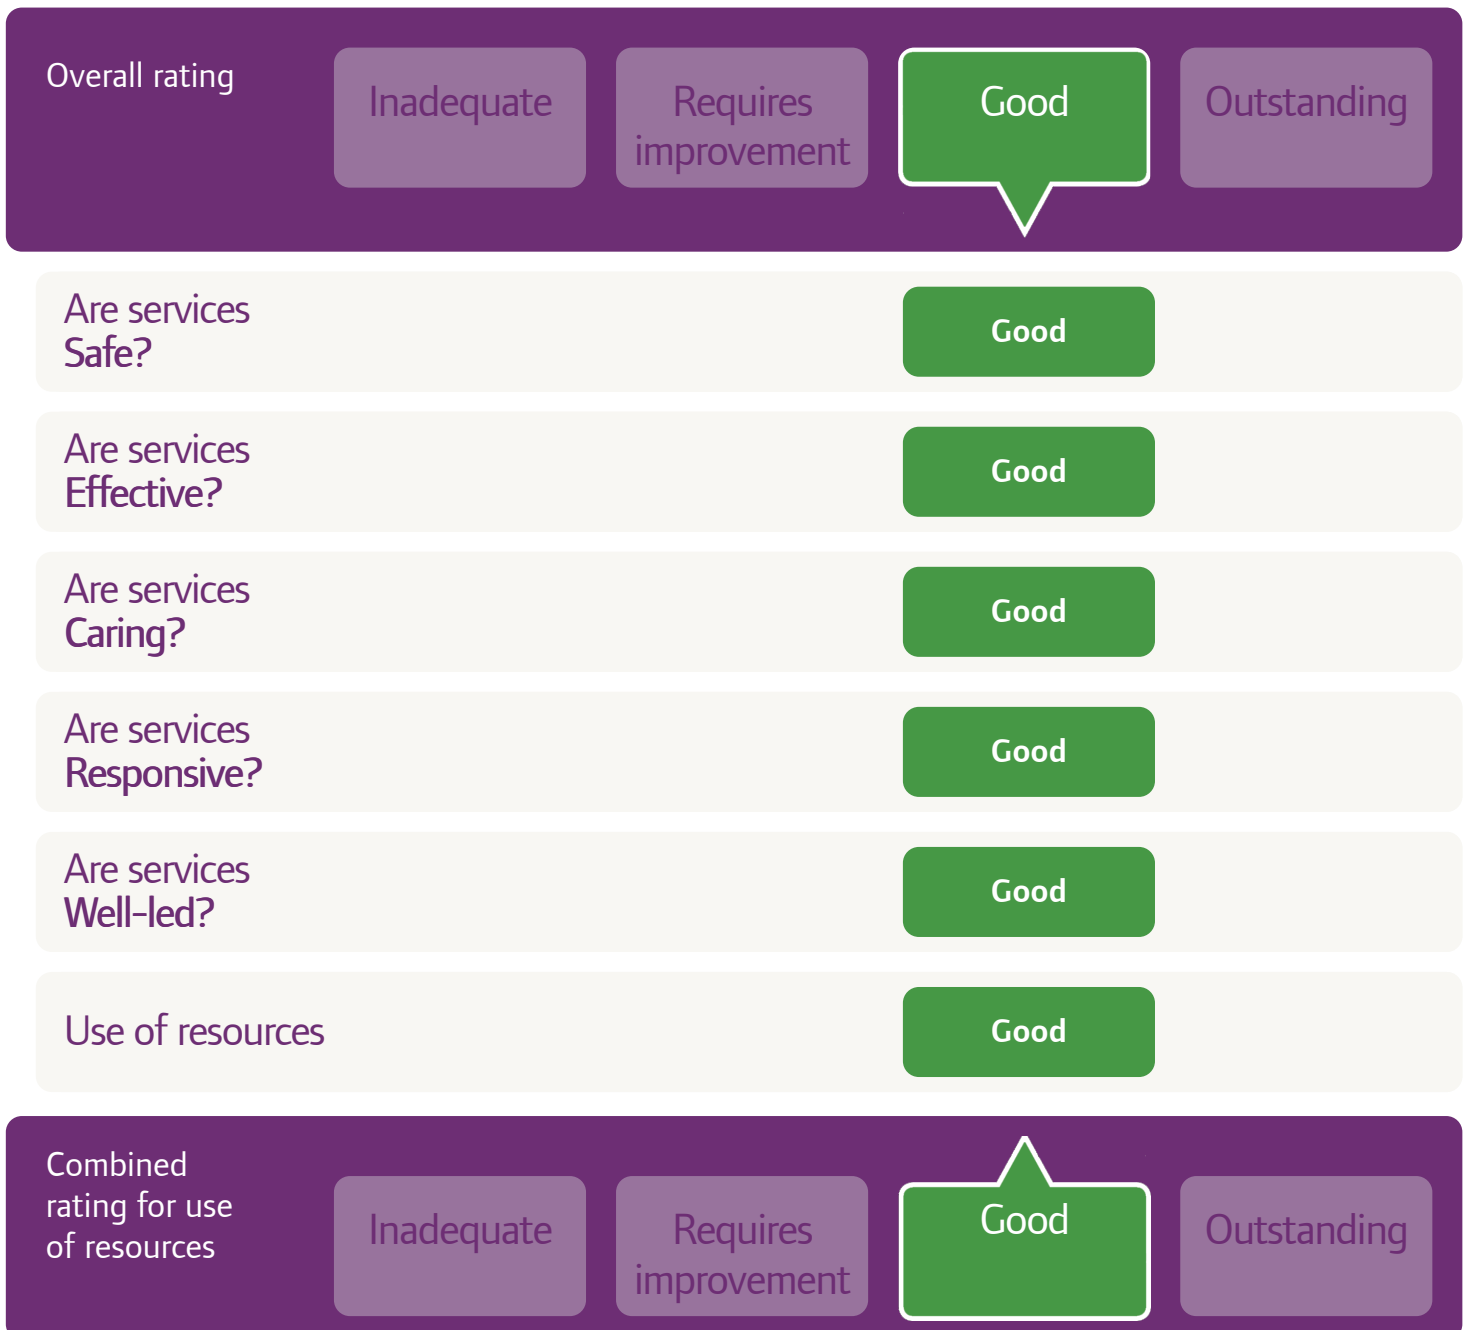 Overall rating
Inadequate
Requires
improvement
Good
Outstanding
Are services
Safe?
Good
Are services
Effective?
Good
Are services
Caring?
Good
Are services
Responsive?
Good
Are services
Well-led?
Good
Use of resources
Good
Combined
rating for use
of resources
Inadequate
Requires
improvement
Good
Outstanding